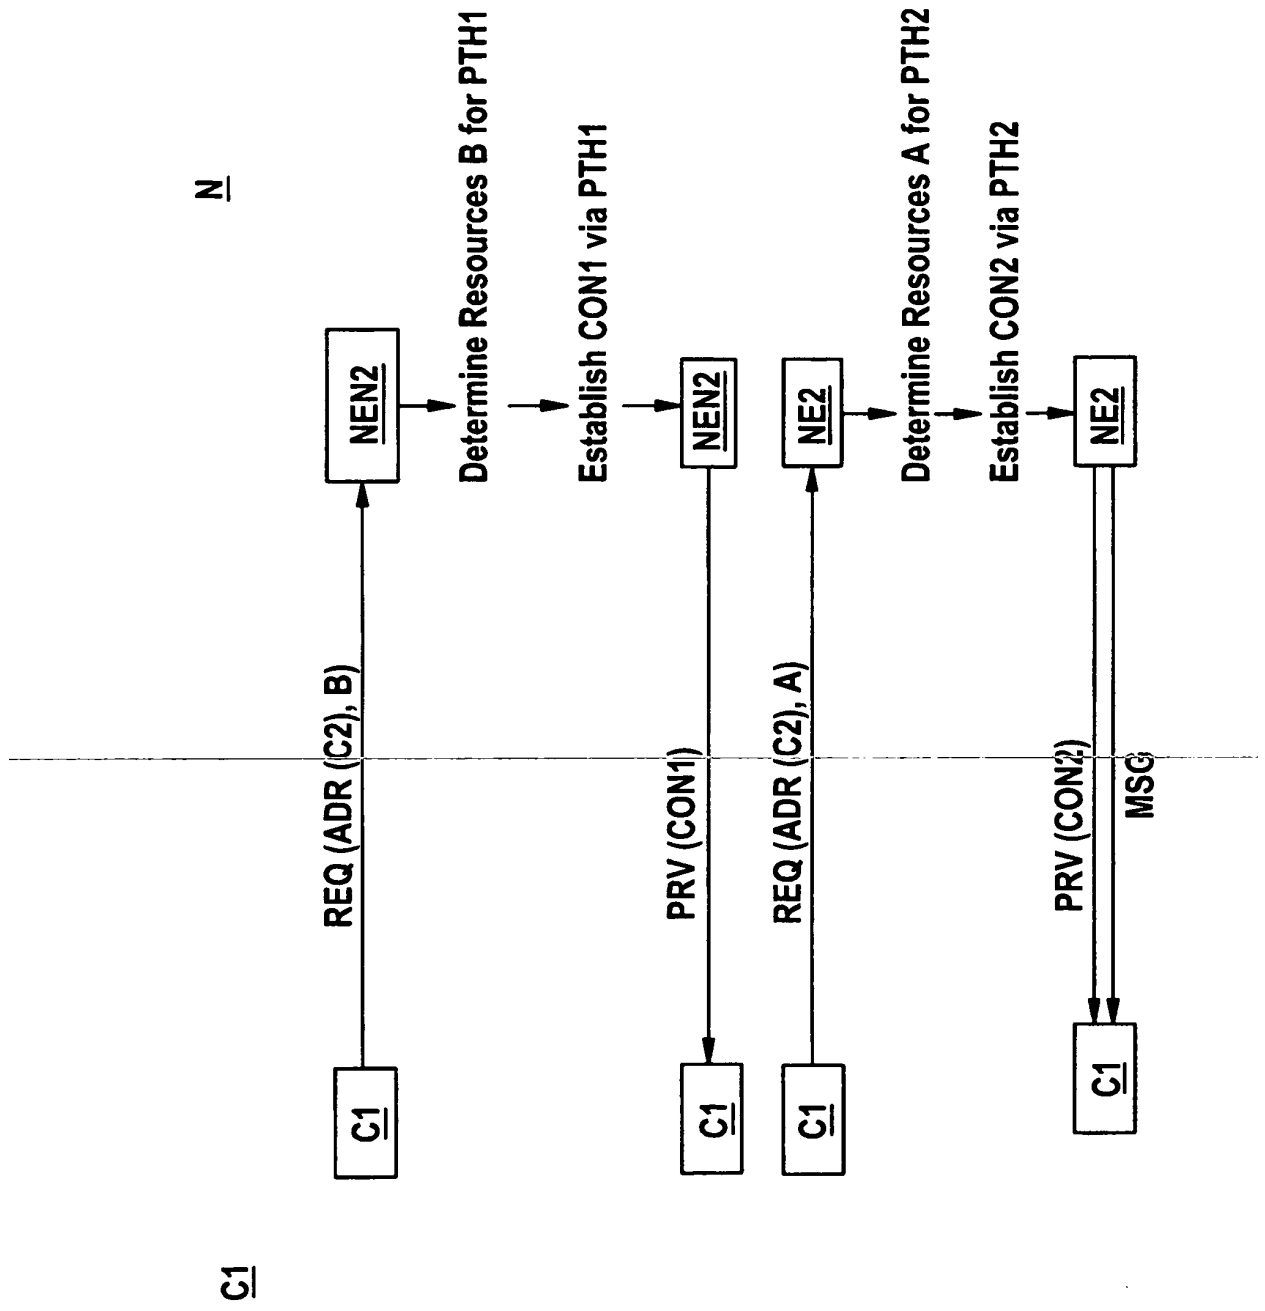 C1
N
C1
REQ (ADR (C2), B)
NEN2
Determine Resources B for PTH1
Establish CON1 via PTH1
C1
PRV (CON1)
NEN2
C1
REQ (ADR (C2), A)
NE2
Determine Resources A for PTH2
Establish CON2 via PTH2
C1
PRV (CON2)
MSG
NE2